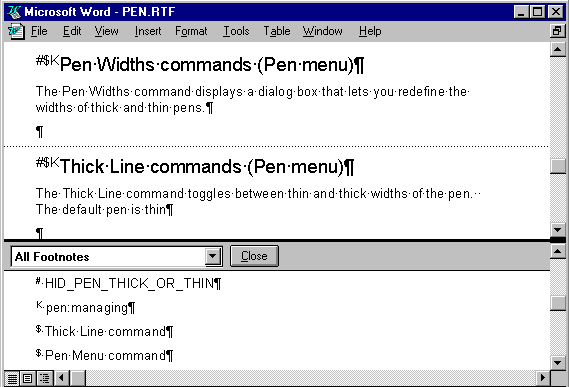 Microsoft Word - PEN.RTF
File Edit View Insert Format Tools Table Window Help
#$KPen·Widths·commands·(Pen·menu)¶
The·Pen·Widths·command·displays·a·dialog·box·that·lets·you·redefine·the·
widths·of·thick·and·thin·pens.¶
¶
#$KThick·Line·commands·(Pen·menu)¶
The·Thick·Line·command·toggles·between·thin·and·thick·widths·of·the·pen.··
The·default·pen·is·thin¶
¶
All Footnotes Close
#·HID_PEN_THICK_OR_THIN¶
K·pen:managing¶
$·Thick·Line·command¶
$·Pen·Menu·command¶